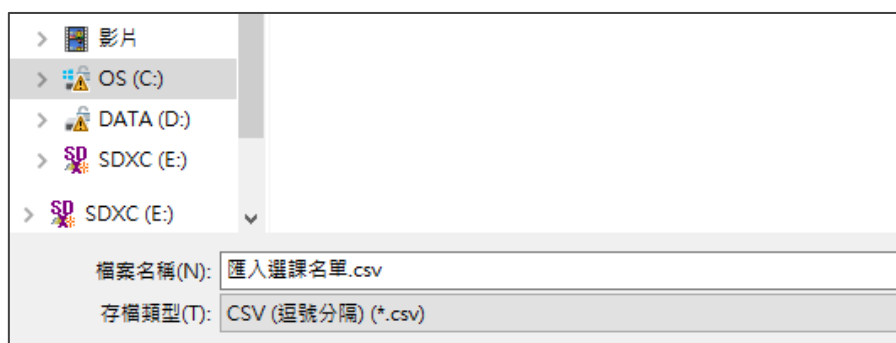 影片
OS (C:)
DATA (D:)
SDXC (E:)
SDXC (E:)
檔案名稱(N): 匯入選課名單.csv
存檔類型(T): CSV (逗號分隔) (*.csv)